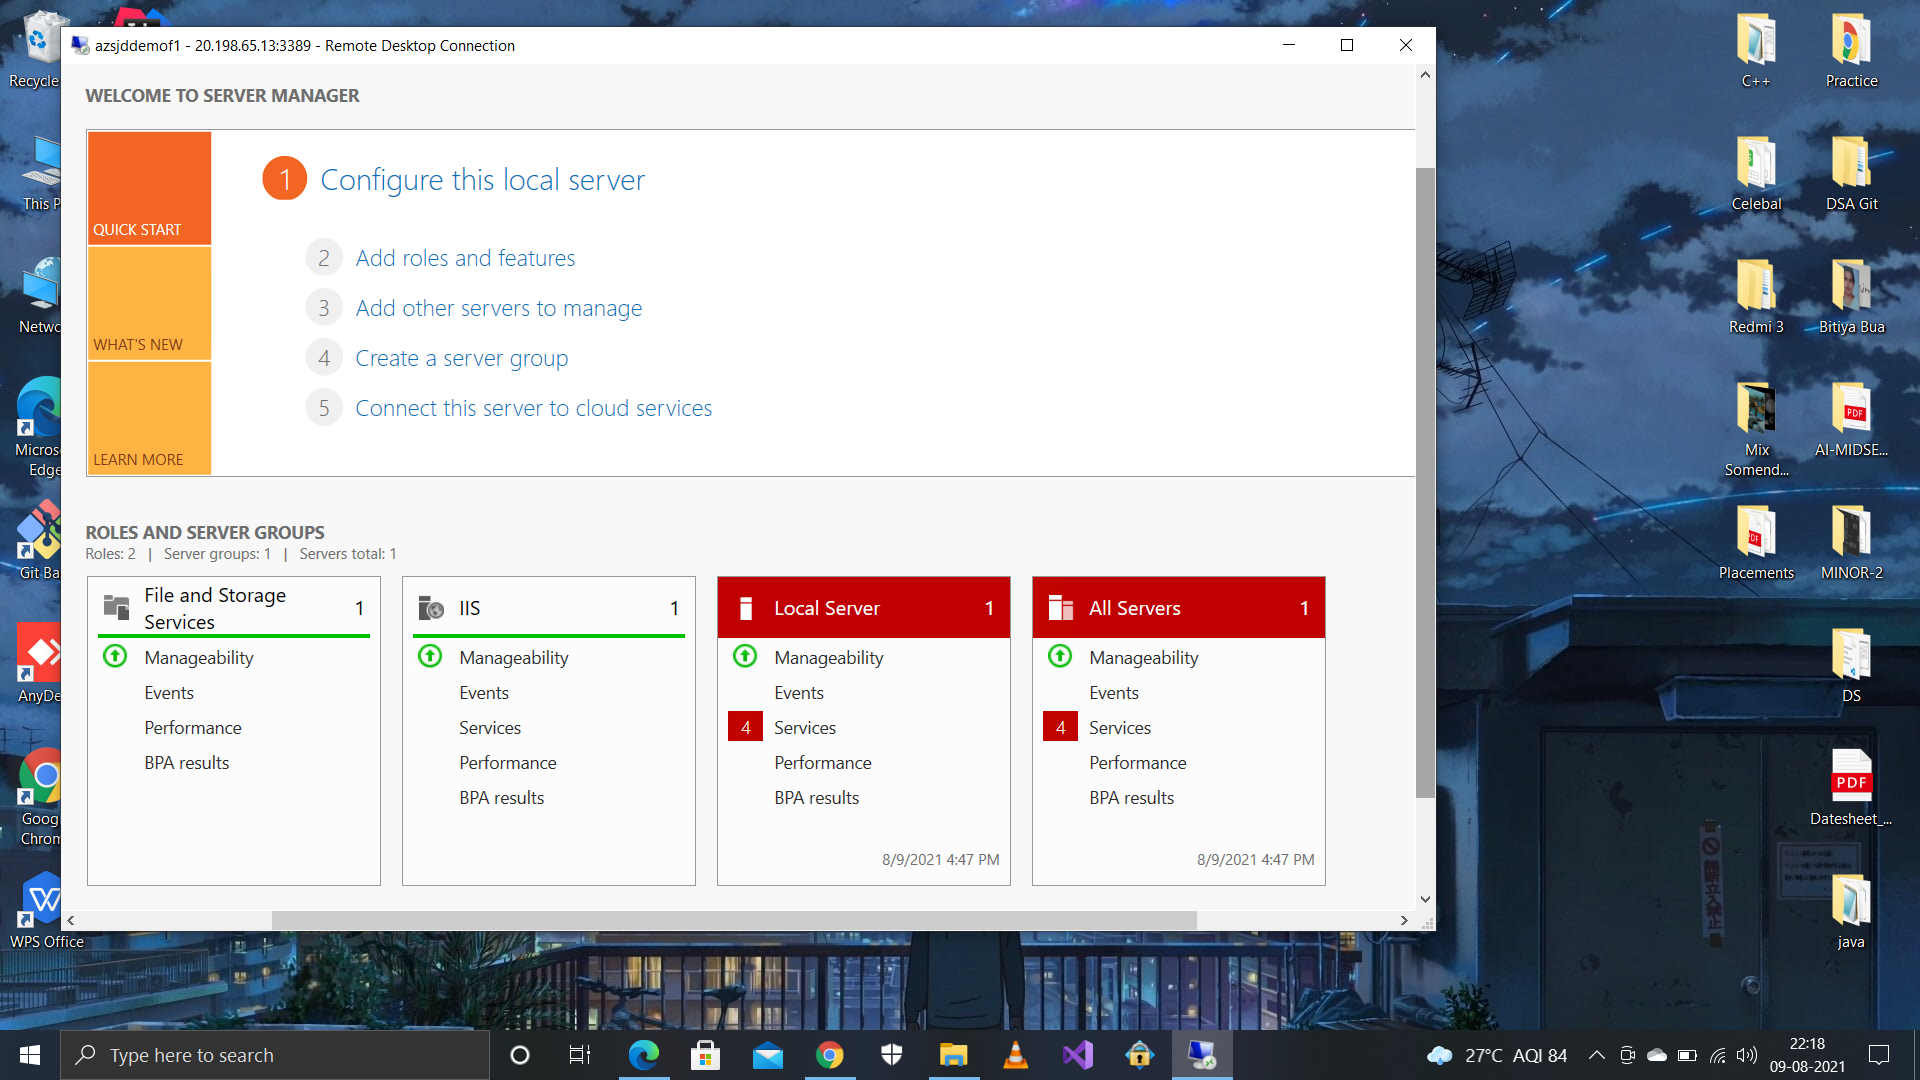 azsjddemof1 - 20.198.65.13:3389 - Remote Desktop Connection
WELCOME TO SERVER MANAGER
QUICK START
WHAT'S NEW
LEARN MORE
1 Configure this local server
2 Add roles and features
3 Add other servers to manage
4 Create a server group
5 Connect this server to cloud services
ROLES AND SERVER GROUPS
Roles: 2 | Server groups: 1 | Servers total: 1
File and Storage
Services 1
Manageability
Events
Performance
BPA results
IIS 1
Manageability
Events
Services
Performance
BPA results
Local Server 1
Manageability
Events
4 Services
Performance
BPA results
8/9/2021 4:47 PM
All Servers 1
Manageability
Events
4 Services
Performance
BPA results
8/9/2021 4:47 PM
Recycle
This P
Netwo
Micros
Edge
Git Ba
AnyDe
Goog
Chrom
WPS Office
C++
Practice
Celebal
DSA Git
Redmi 3
Bitiya Bua
Mix
Somend...
AI-MIDSE...
Placements
MINOR-2
DS
PDF
Datesheet_...
java
Type here to search
27°C AQI 84
22:18
09-08-2021